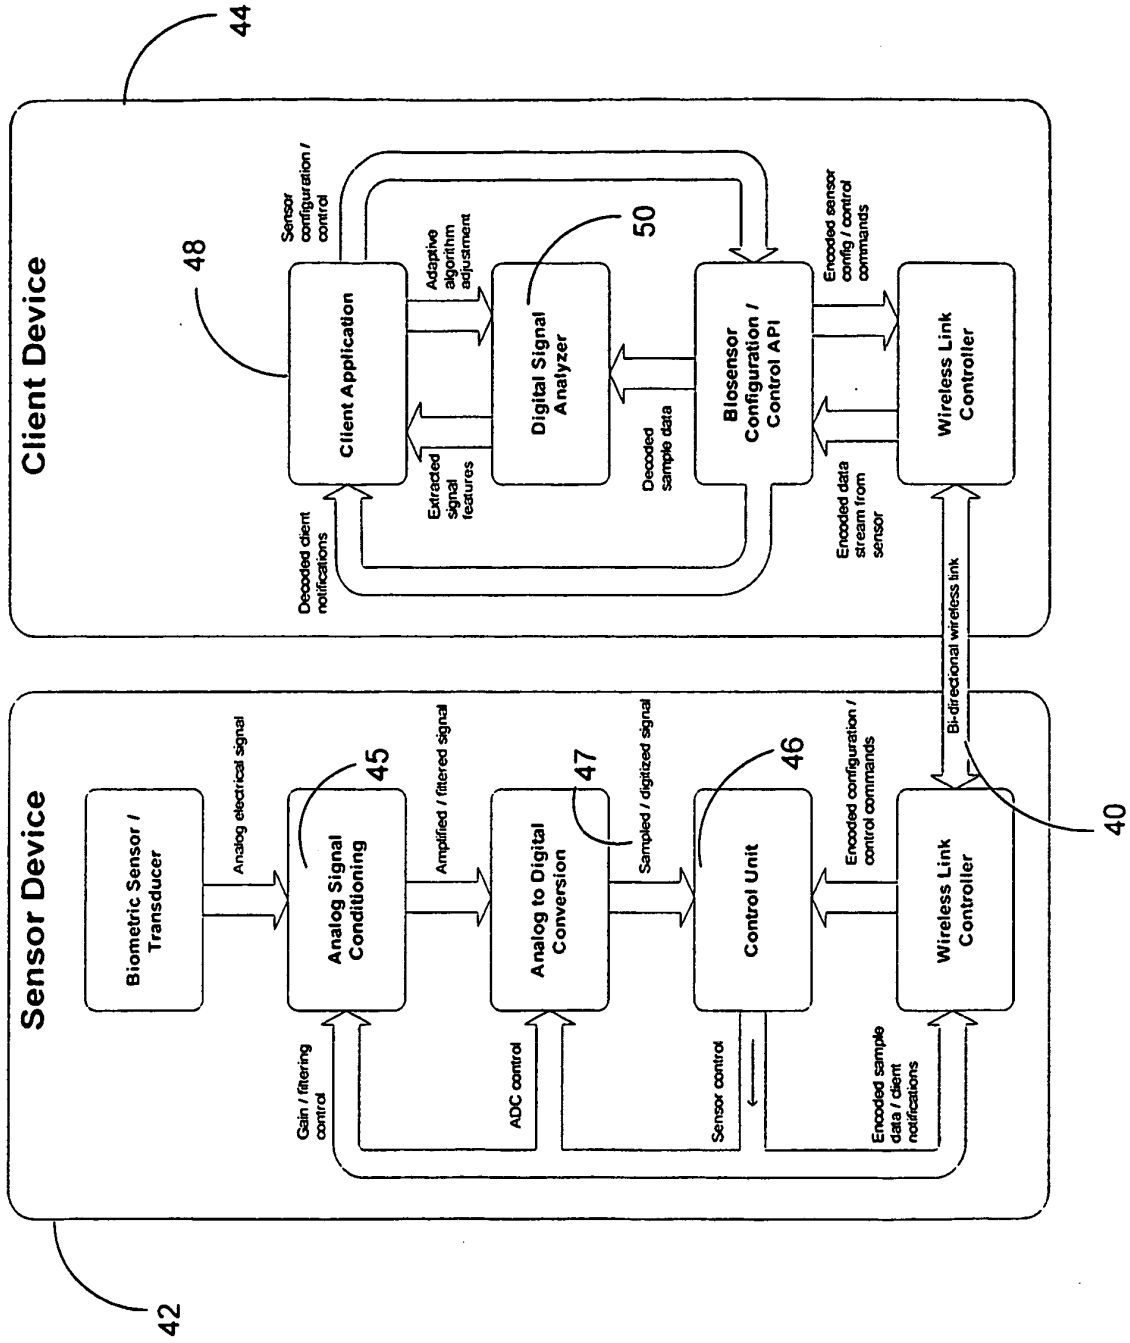 Sensor Device
42
Biometric Sensor /
Transducer
Analog electrical signal
Analog Signal
Conditioning
45
Gain / filtering
control
Amplified / filtered signal
Analog to Digital
Conversion
47
ADC control
Sampled / digitized signal
Control Unit
46
Sensor control
Encoded configuration /
control commands
Encoded sample
data / client
notifications
Wireless Link
Controller
Bi-directional wireless link
40
Client Device
44
48
Sensor
configuration /
control
Client Application
Decoded client
notifications
Extracted
signal
features
Adaptive
algorithm
adjustment
Digital Signal
Analyzer
50
Decoded
sample data
Biosensor
Configuration /
Control API
Encoded data
stream from
sensor
Encoded sensor
config / control
commands
Wireless Link
Controller